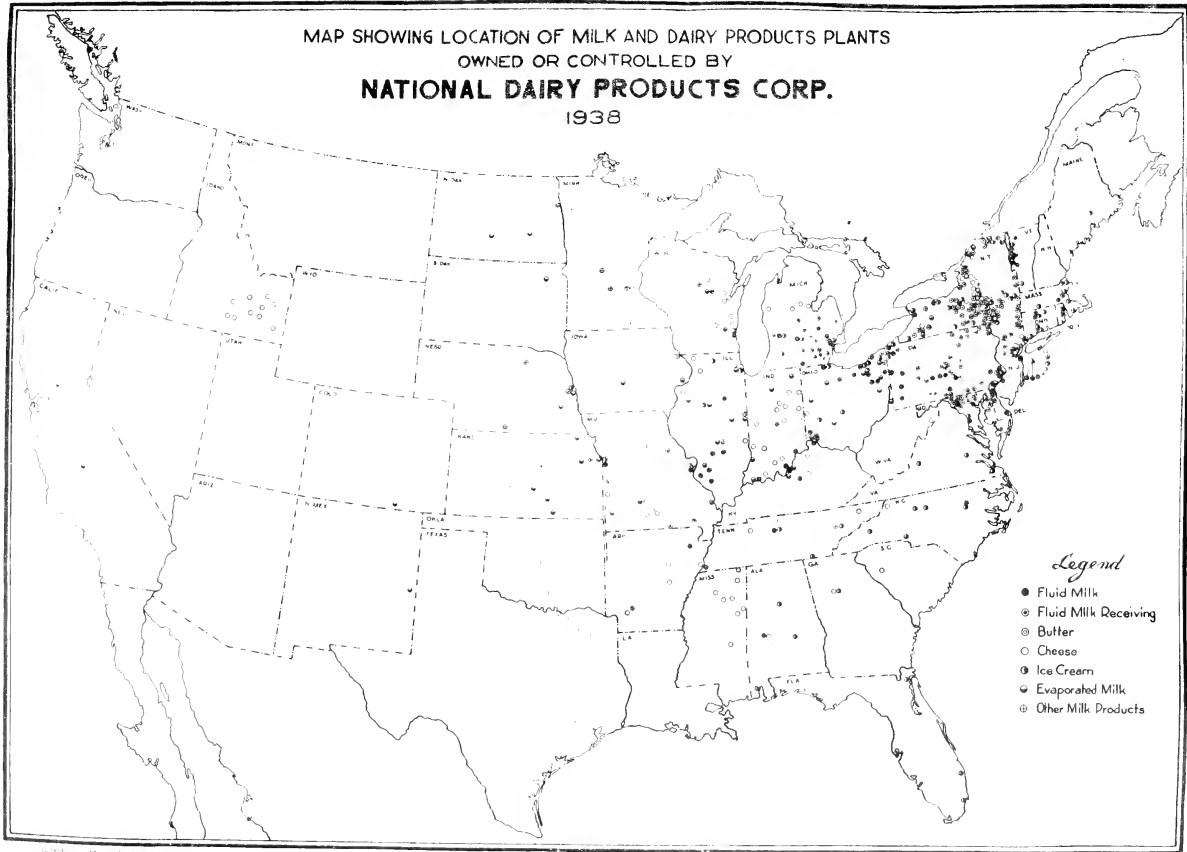 MAP SHOWING LOCATION OF MILK AND DAIRY PRODUCTS PLANTS
OWNED OR CONTROLLED BY
NATIONAL DAIRY PRODUCTS CORP.
1938
WASH
MONT
N.DAK
MINN
MAINE
OREG
IDAHO
VT
N.H.
N.Y.
WIS
MICH
S.DAK
WYO
MASS
CALIF
NEV
UTAH
NEBR
IOWA
ILL
IND
OHIO
PA
COLO
MO
DEL
KANS
W.VA
VA
ARIZ
N.MEX
OKLA
TEXAS
ARK
KY
TENN
N.C.
S.C.
MISS
ALA
GA
LA
FLA
Legend
Fluid Milk
Fluid Milk Receiving
Butter
Cheese
Ice Cream
Evaporated Milk
Other Milk Products